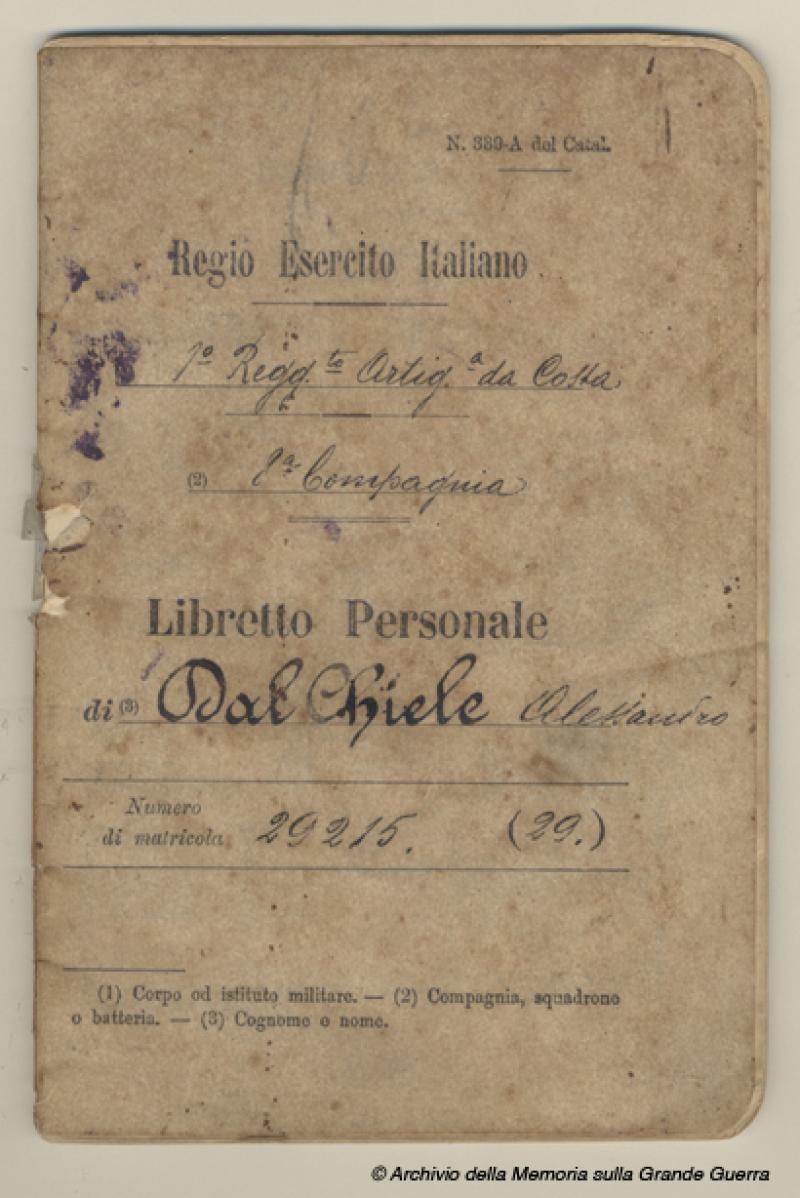 N. 389-A del Catal.
Regio Esercito Italiano
1º Regg.to Artig.a da Costa
(2) 8a Compagnia
Libretto Personale
di (3) Dal Chiele Alessandro
Numero
di matricola 29215. (29.)
(1) Corpo od istituto militare. — (2) Compagnia, squadrone
o batteria. — (3) Cognome e nome.
© Archivio della Memoria sulla Grande Guerra